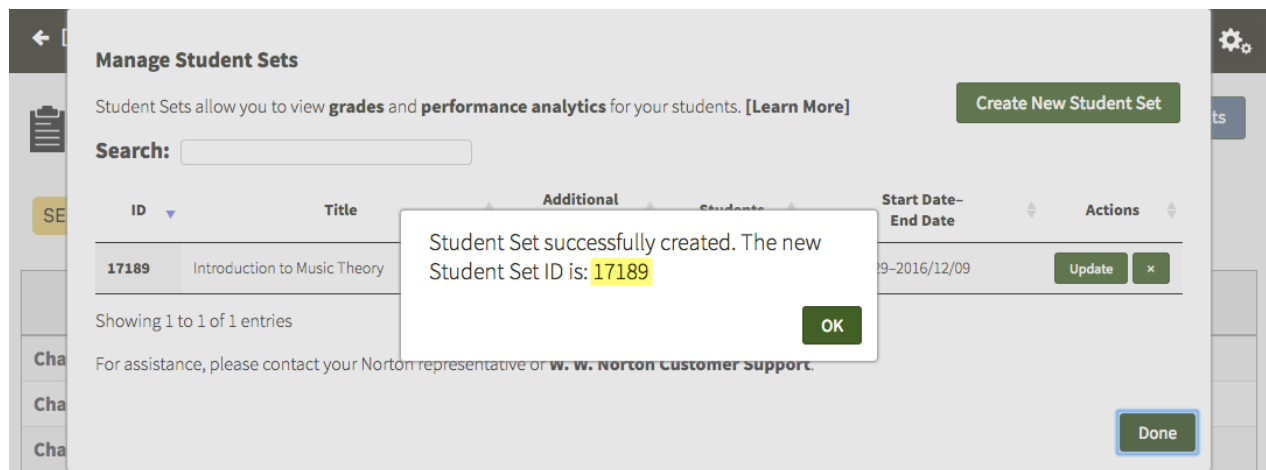 Manage Student Sets
Student Sets allow you to view grades and performance analytics for your students. [Learn More]
Create New Student Set
ts
Search:
SE
ID Title Additional Students Start Date–
End Date Actions
Student Set successfully created. The new
Student Set ID is: 17189
17189 Introduction to Music Theory 29–2016/12/09 Update ×
OK
Showing 1 to 1 of 1 entries
For assistance, please contact your Norton representative or W. W. Norton Customer Support.
Cha
Cha
Cha
Done